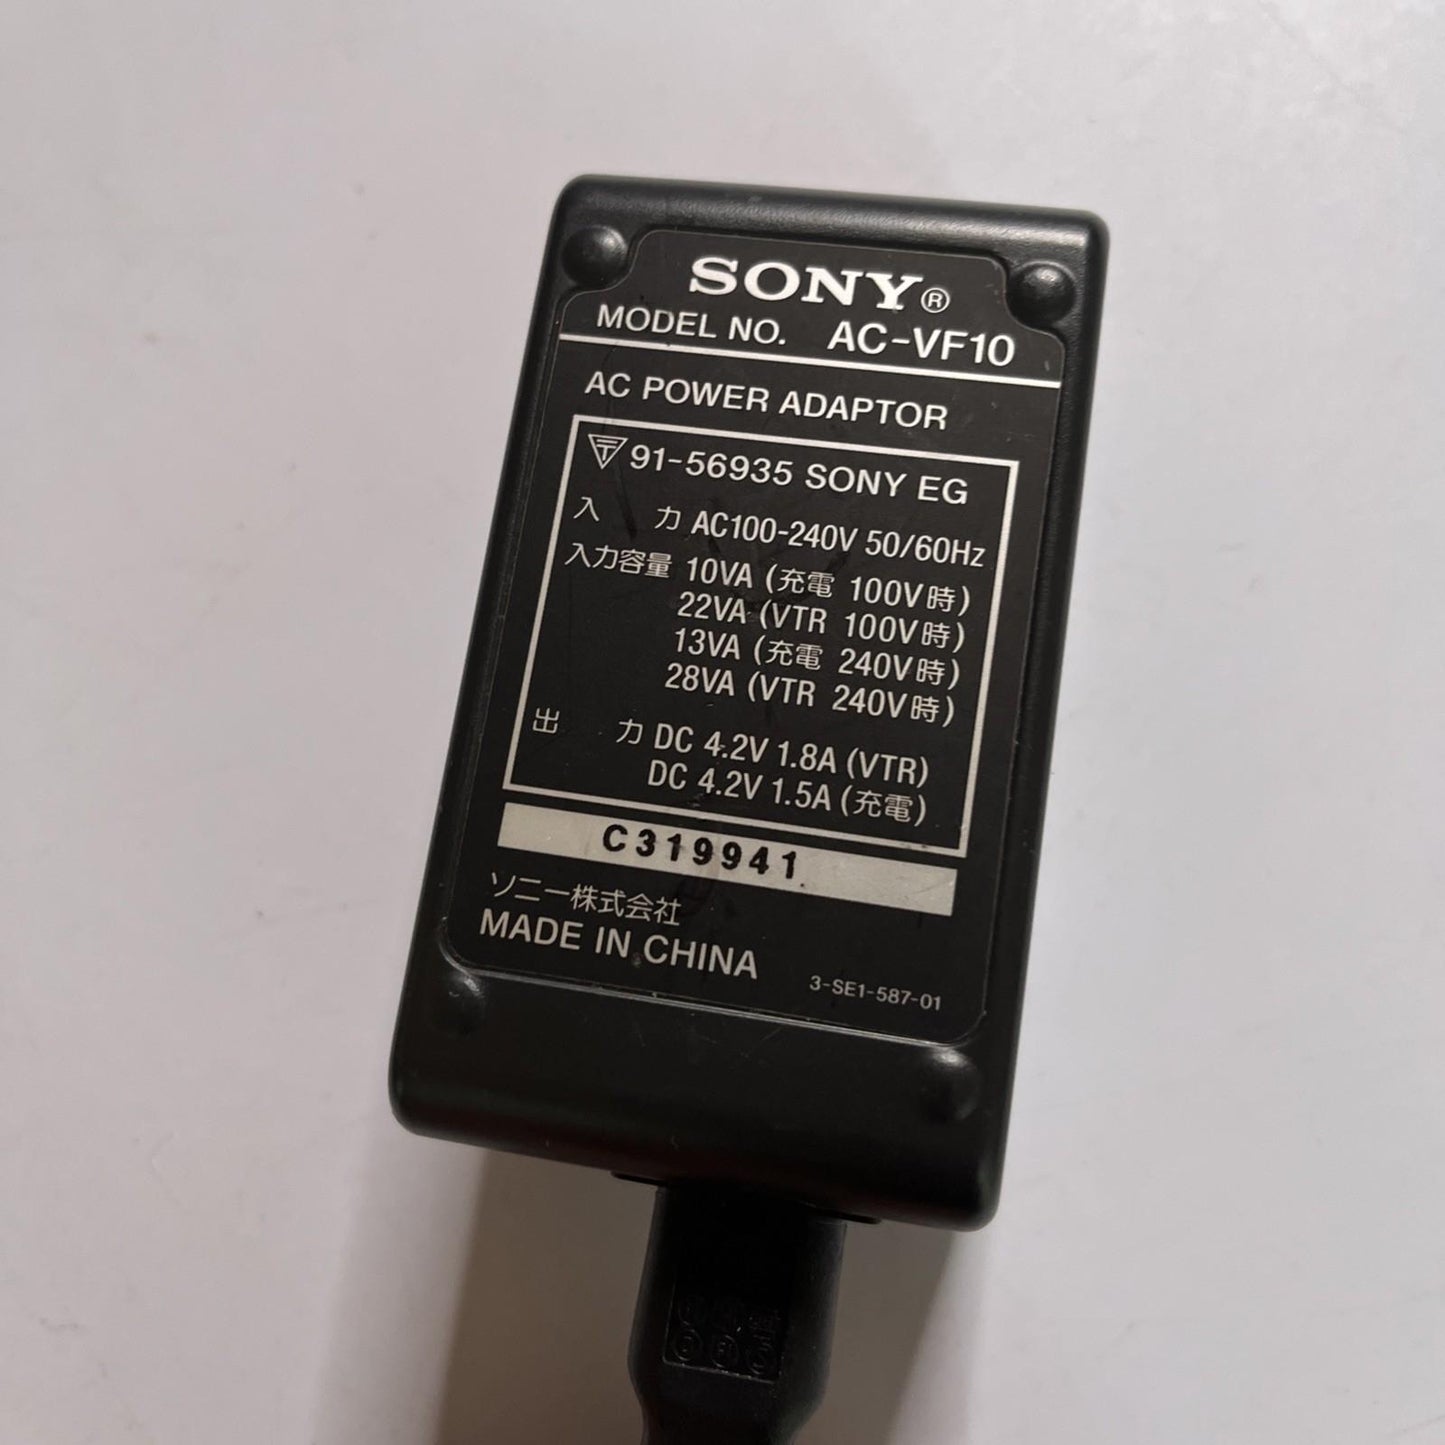 SONY®
MODEL NO. AC-VF10
AC POWER ADAPTOR
91-56935 SONY EG
入 力 AC100-240V 50/60Hz
入力容量 10VA (充電 100V時)
22VA (VTR 100V時)
13VA (充電 240V時)
28VA (VTR 240V時)
出 力 DC 4.2V 1.8A (VTR)
DC 4.2V 1.5A (充電)
C319941
ソニー株式会社
MADE IN CHINA
3-SE1-587-01